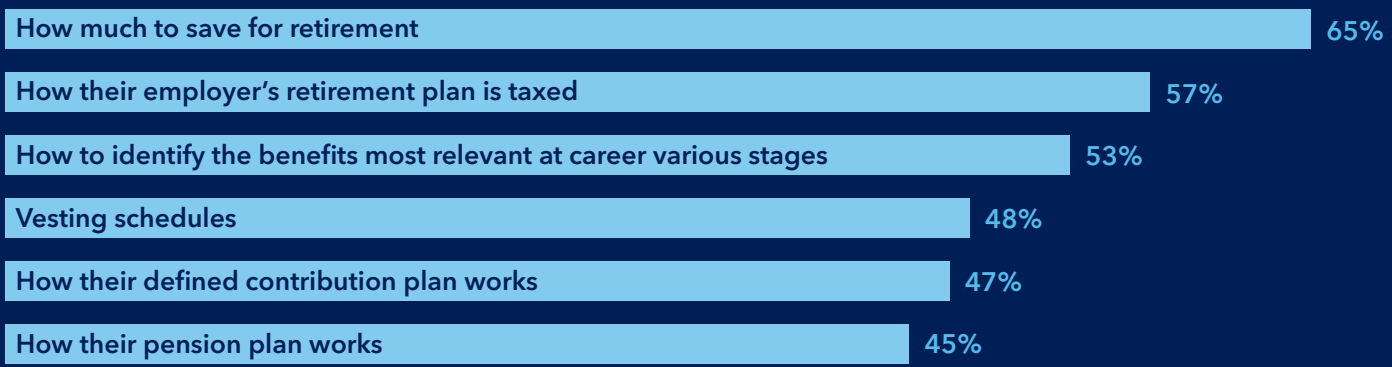 How much to save for retirement 65%
How their employer’s retirement plan is taxed 57%
How to identify the benefits most relevant at career various stages 53%
Vesting schedules 48%
How their defined contribution plan works 47%
How their pension plan works 45%